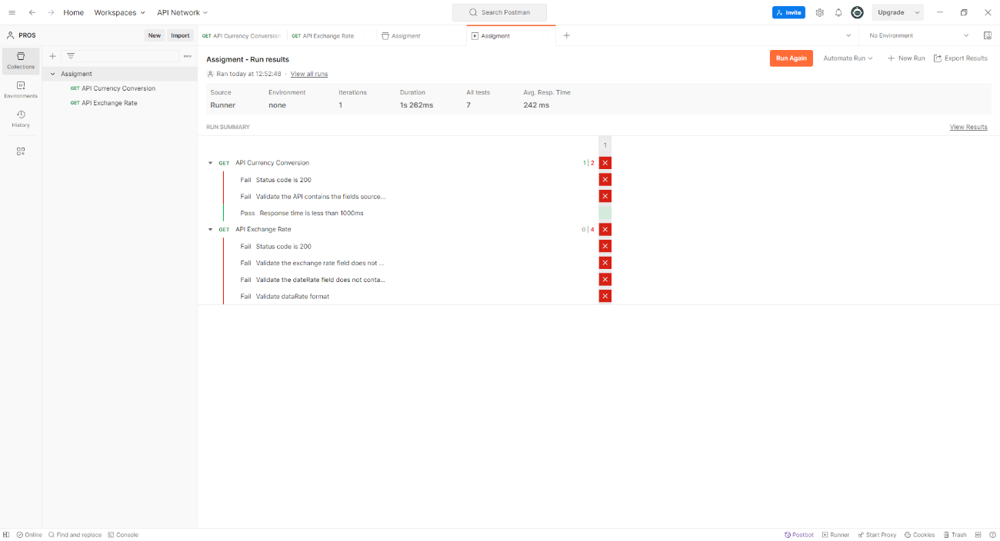 Home Workspaces API Network Search Postman Invite Upgrade
PROS New Import GET API Currency Conversion GET API Exchange Rate Assigment Assigment No Environment
Collections
Environments
History
Assigment
GET API Currency Conversion
GET API Exchange Rate
Assigment - Run results Run Again Automate Run New Run Export Results
Ran today at 12:52:48 · View all runs
Source Environment Iterations Duration All tests Avg. Resp. Time
Runner none 1 1s 262ms 7 242 ms
RUN SUMMARY View Results
1
GET API Currency Conversion 1 | 2
Fail Status code is 200
Fail Validate the API contains the fields source...
Pass Response time is less than 1000ms
GET API Exchange Rate 0 | 4
Fail Status code is 200
Fail Validate the exchange rate field does not ...
Fail Validate the dateRate field does not conta...
Fail Validate dataRate format
Online Find and replace Console Postbot Runner Start Proxy Cookies Trash